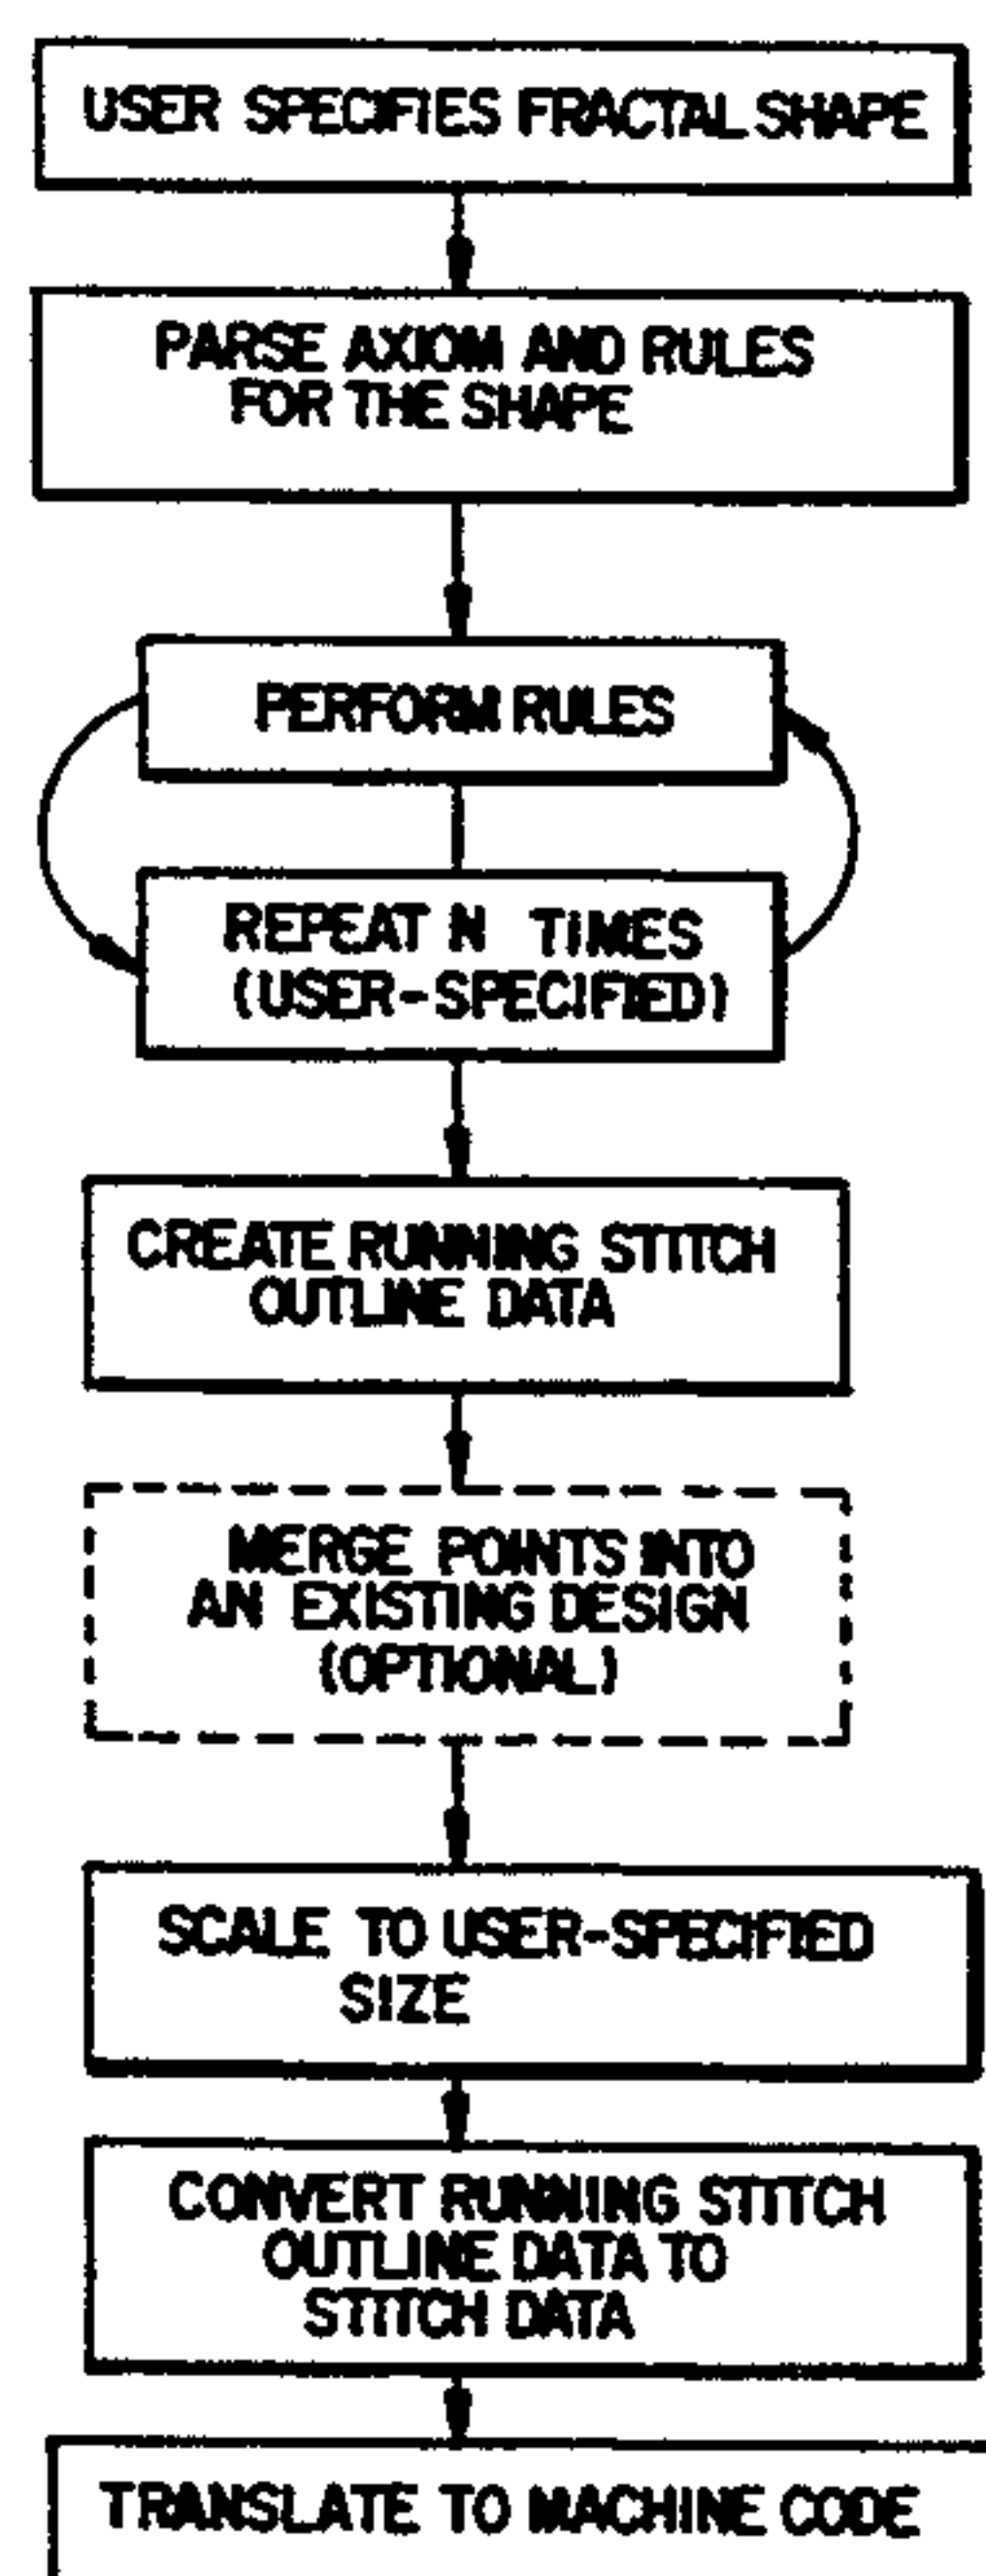 USER SPECIFIES FRACTAL SHAPE
PARSE AXIOM AND RULES
FOR THE SHAPE
PERFORM RULES
REPEAT N TIMES
(USER-SPECIFIED)
CREATE RUNNING STITCH
OUTLINE DATA
MERGE POINTS INTO
AN EXISTING DESIGN
(OPTIONAL)
SCALE TO USER-SPECIFIED
SIZE
CONVERT RUNNING STITCH
OUTLINE DATA TO
STITCH DATA
TRANSLATE TO MACHINE CODE